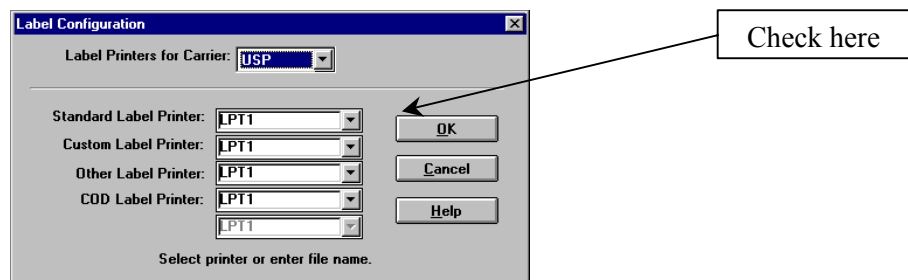 Label Configuration
Check here
Label Printers for Carrier: USP
Standard Label Printer: LPT1
OK
Custom Label Printer: LPT1
Other Label Printer: LPT1
Cancel
COD Label Printer: LPT1
Help
LPT1
Select printer or enter file name.